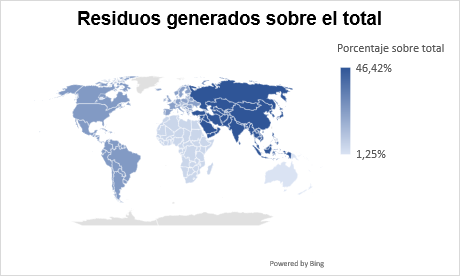 Residuos generados sobre el total
Porcentaje sobre total
46,42%
1,25%
Powered by Bing